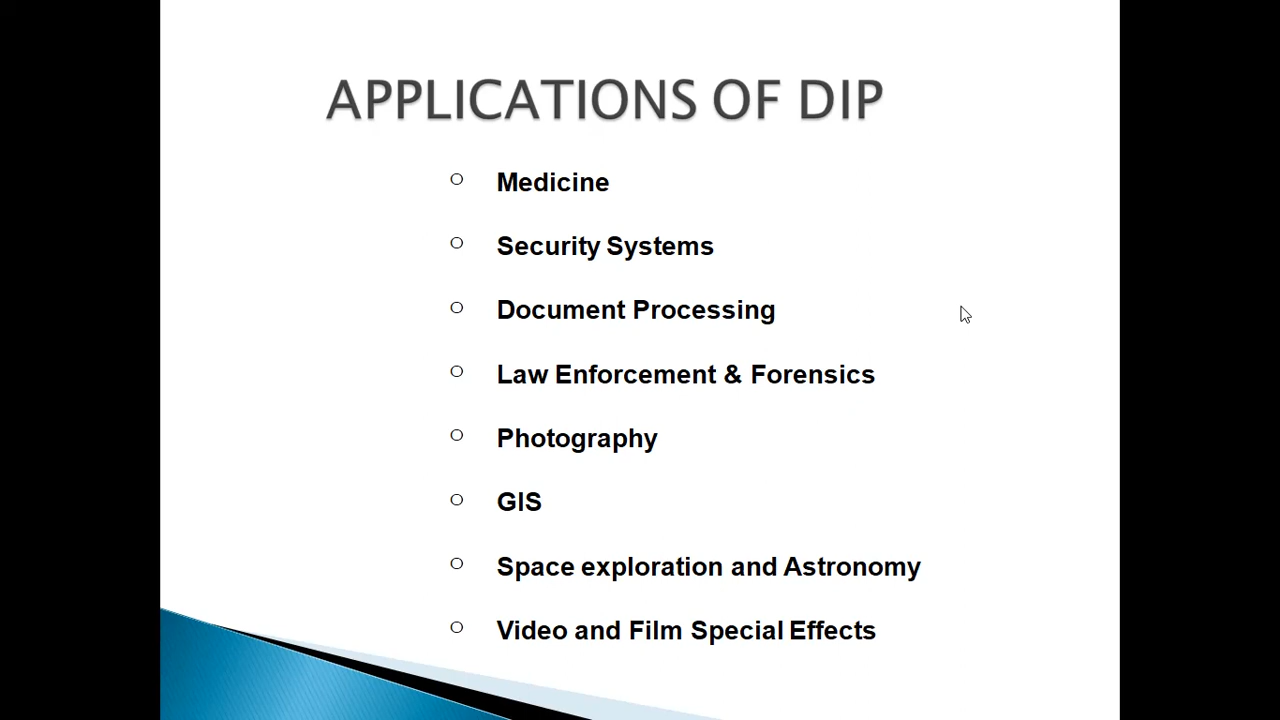 APPLICATIONS OF DIP
Medicine
Security Systems
Document Processing
Law Enforcement & Forensics
Photography
GIS
Space exploration and Astronomy
Video and Film Special Effects